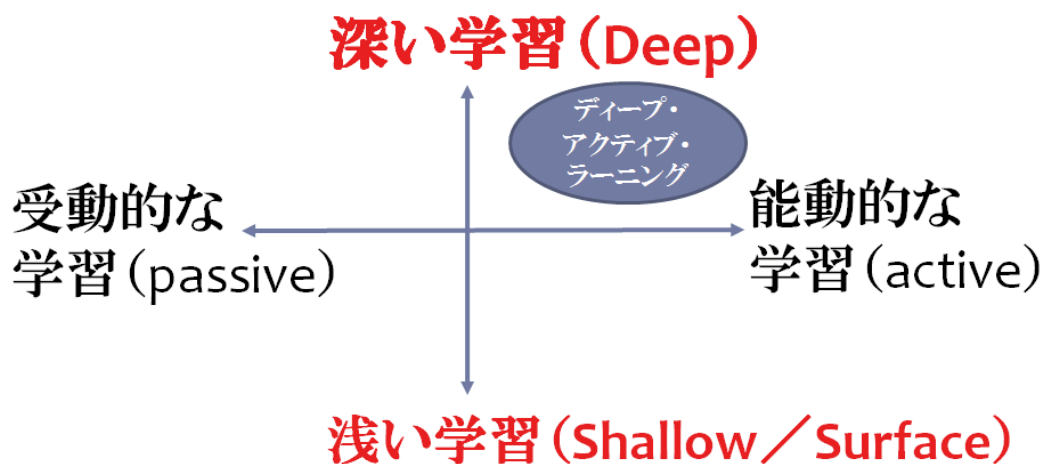 深い学習（Deep）
ディープ・
アクティブ・
ラーニング
受動的な
学習（passive）
能動的な
学習（active）
浅い学習（Shallow／Surface）